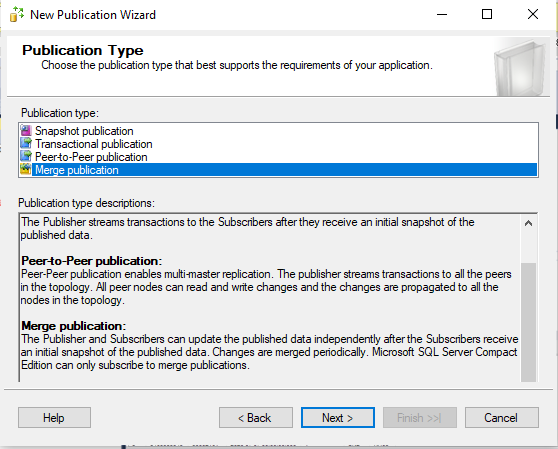 New Publication Wizard
Publication Type
Choose the publication type that best supports the requirements of your application.
Publication type:
Snapshot publication
Transactional publication
Peer-to-Peer publication
Merge publication
Publication type descriptions:
The Publisher streams transactions to the Subscribers after they receive an initial snapshot of the
published data.
Peer-to-Peer publication:
Peer-Peer publication enables multi-master replication. The publisher streams transactions to all the peers
in the topology. All peer nodes can read and write changes and the changes are propagated to all the
nodes in the topology.
Merge publication:
The Publisher and Subscribers can update the published data independently after the Subscribers receive
an initial snapshot of the published data. Changes are merged periodically. Microsoft SQL Server Compact
Edition can only subscribe to merge publications.
Help
< Back
Next >
Finish >>|
Cancel